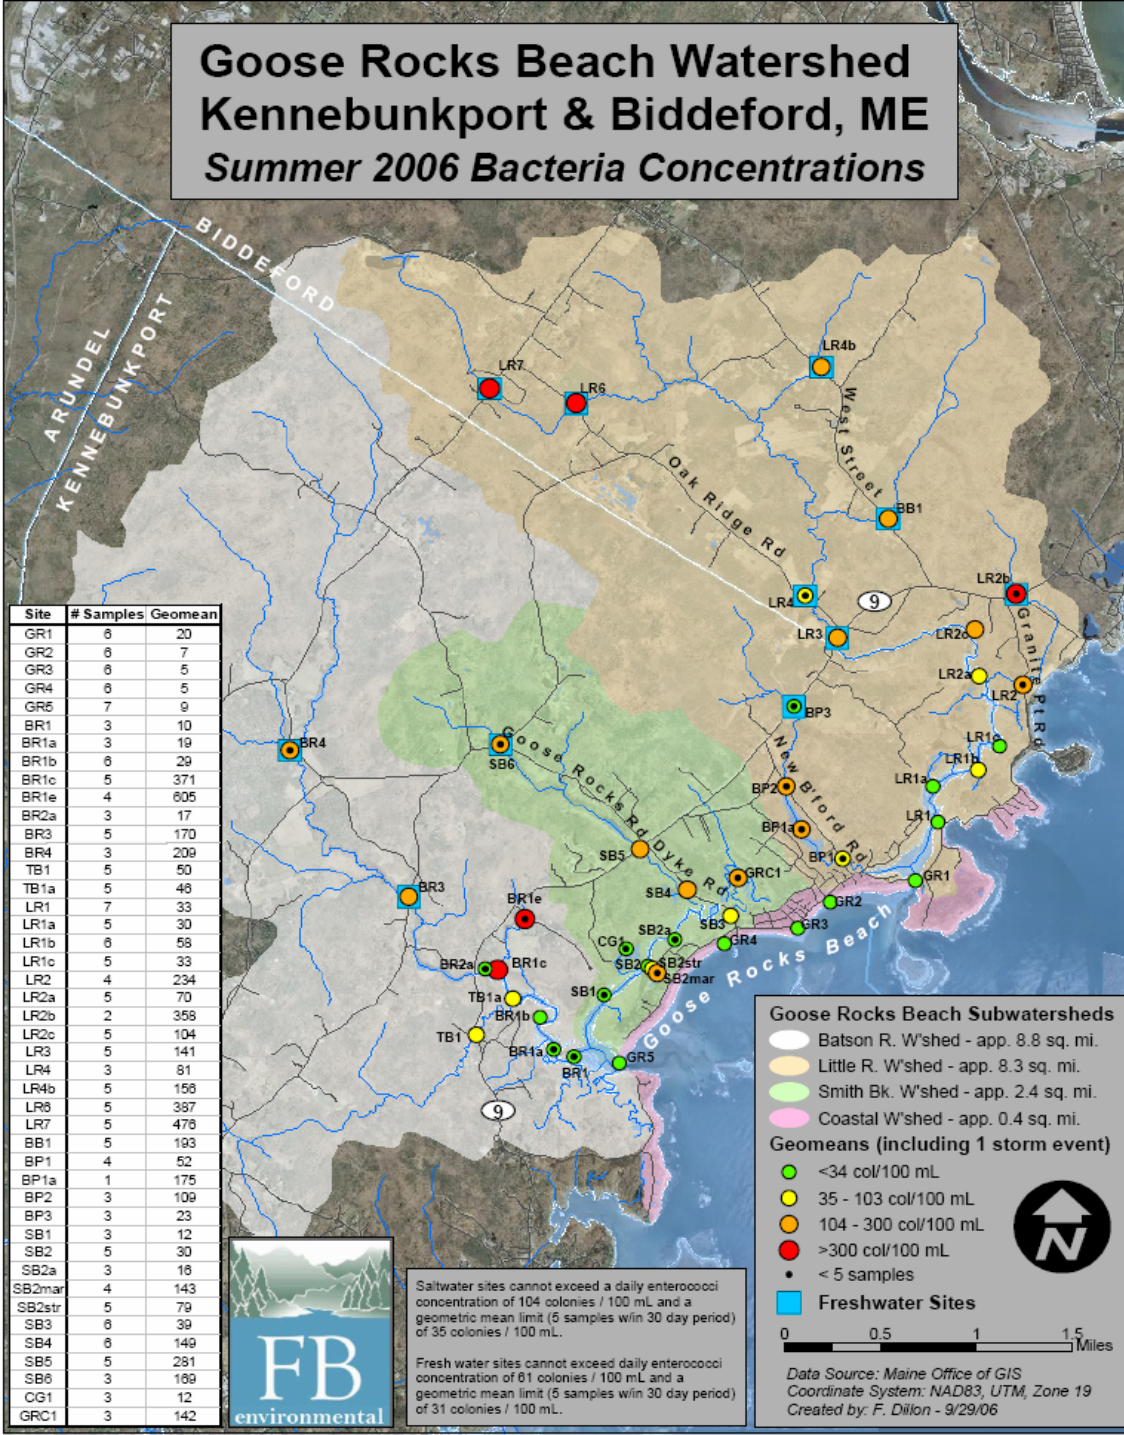 Goose Rocks Beach Watershed
Kennebunkport & Biddeford, ME
Summer 2006 Bacteria Concentrations
BIDDEFORD
ARUNDEL
KENNEBUNKPORT
LR7
LR6
LR4b
West Street
Oak Ridge Rd
BB1
LR4
9
LR2b
LR3
LR2c
Granite Pt Rd
LR2a
LR2
BP3
LR1c
LR1b
LR1a
LR1
New B'ford Rd
BP2
BP1a
BP1
BR4
Goose Rocks Rd
SB6
SB5
Dyke Rd
GRC1
SB4
GR1
GR2
BR3
BR1e
SB3
GR3
SB2a
GR4
CG1
Goose Rocks Beach
BR2a
BR1c
SB2
SB2str
SB2mar
TB1a
SB1
BR1b
TB1
BR1a
BR1
GR5
9
Site # Samples Geomean
GR1 6 20
GR2 6 7
GR3 6 5
GR4 6 5
GR5 7 9
BR1 3 10
BR1a 3 19
BR1b 6 29
BR1c 5 371
BR1e 4 605
BR2a 3 17
BR3 5 170
BR4 3 209
TB1 5 50
TB1a 5 46
LR1 7 33
LR1a 5 30
LR1b 6 58
LR1c 5 33
LR2 4 234
LR2a 5 70
LR2b 2 358
LR2c 5 104
LR3 5 141
LR4 3 81
LR4b 5 156
LR6 5 387
LR7 5 476
BB1 5 193
BP1 4 52
BP1a 1 175
BP2 3 109
BP3 3 23
SB1 3 12
SB2 5 30
SB2a 3 16
SB2mar 4 143
SB2str 5 79
SB3 6 39
SB4 6 149
SB5 5 281
SB6 3 169
CG1 3 12
GRC1 3 142
FB
environmental
Saltwater sites cannot exceed a daily enterococci
concentration of 104 colonies / 100 mL and a
geometric mean limit (5 samples w/in 30 day period)
of 35 colonies / 100 mL.
Fresh water sites cannot exceed daily enterococci
concentration of 61 colonies / 100 mL and a
geometric mean limit (5 samples w/in 30 day period)
of 31 colonies / 100 mL.
Goose Rocks Beach Subwatersheds
Batson R. W'shed - app. 8.8 sq. mi.
Little R. W'shed - app. 8.3 sq. mi.
Smith Bk. W'shed - app. 2.4 sq. mi.
Coastal W'shed - app. 0.4 sq. mi.
Geomeans (including 1 storm event)
<34 col/100 mL
35 - 103 col/100 mL
104 - 300 col/100 mL
>300 col/100 mL
< 5 samples
Freshwater Sites
N
0 0.5 1 1.5
Miles
Data Source: Maine Office of GIS
Coordinate System: NAD83, UTM, Zone 19
Created by: F. Dillon - 9/29/06